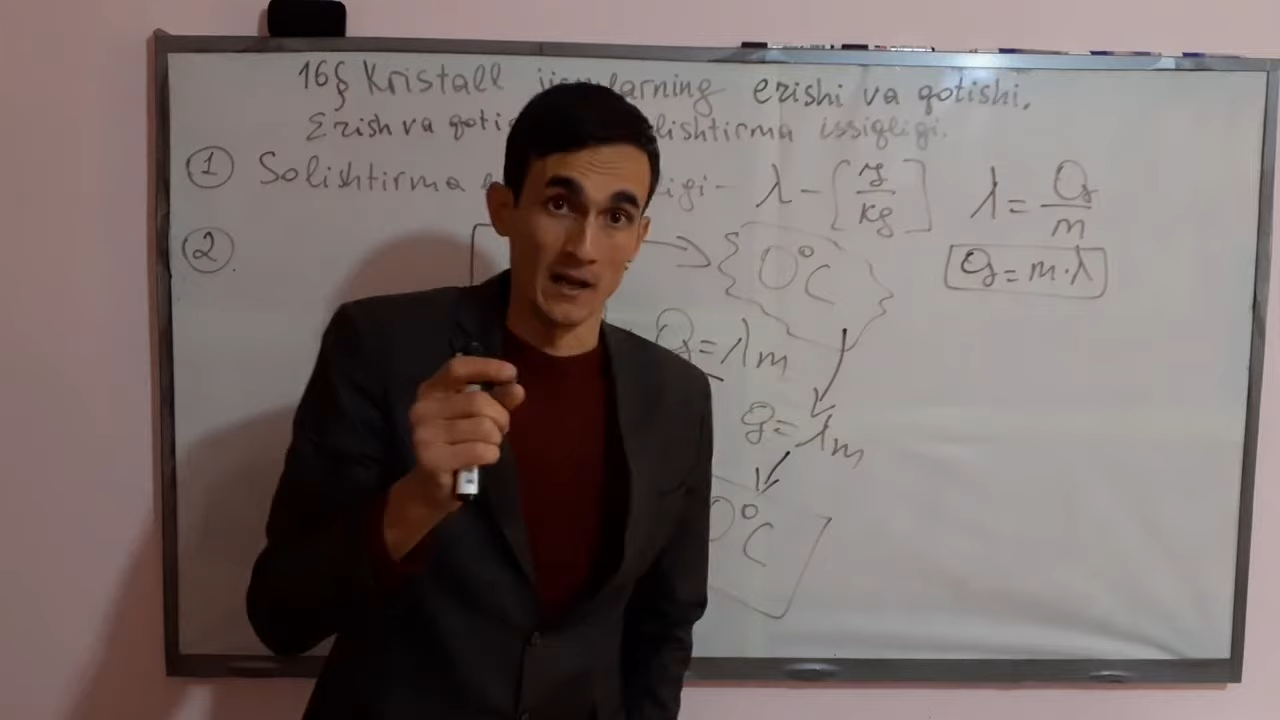 16§ Kristall jismlarning erishi va qotishi.
Erish va qoti lishtirma issiqligi.
① Solishtirma igi - λ - [J/kg] λ = Q/m
② 0°C Q = m·λ
Q = λm
Q = λm
0°C